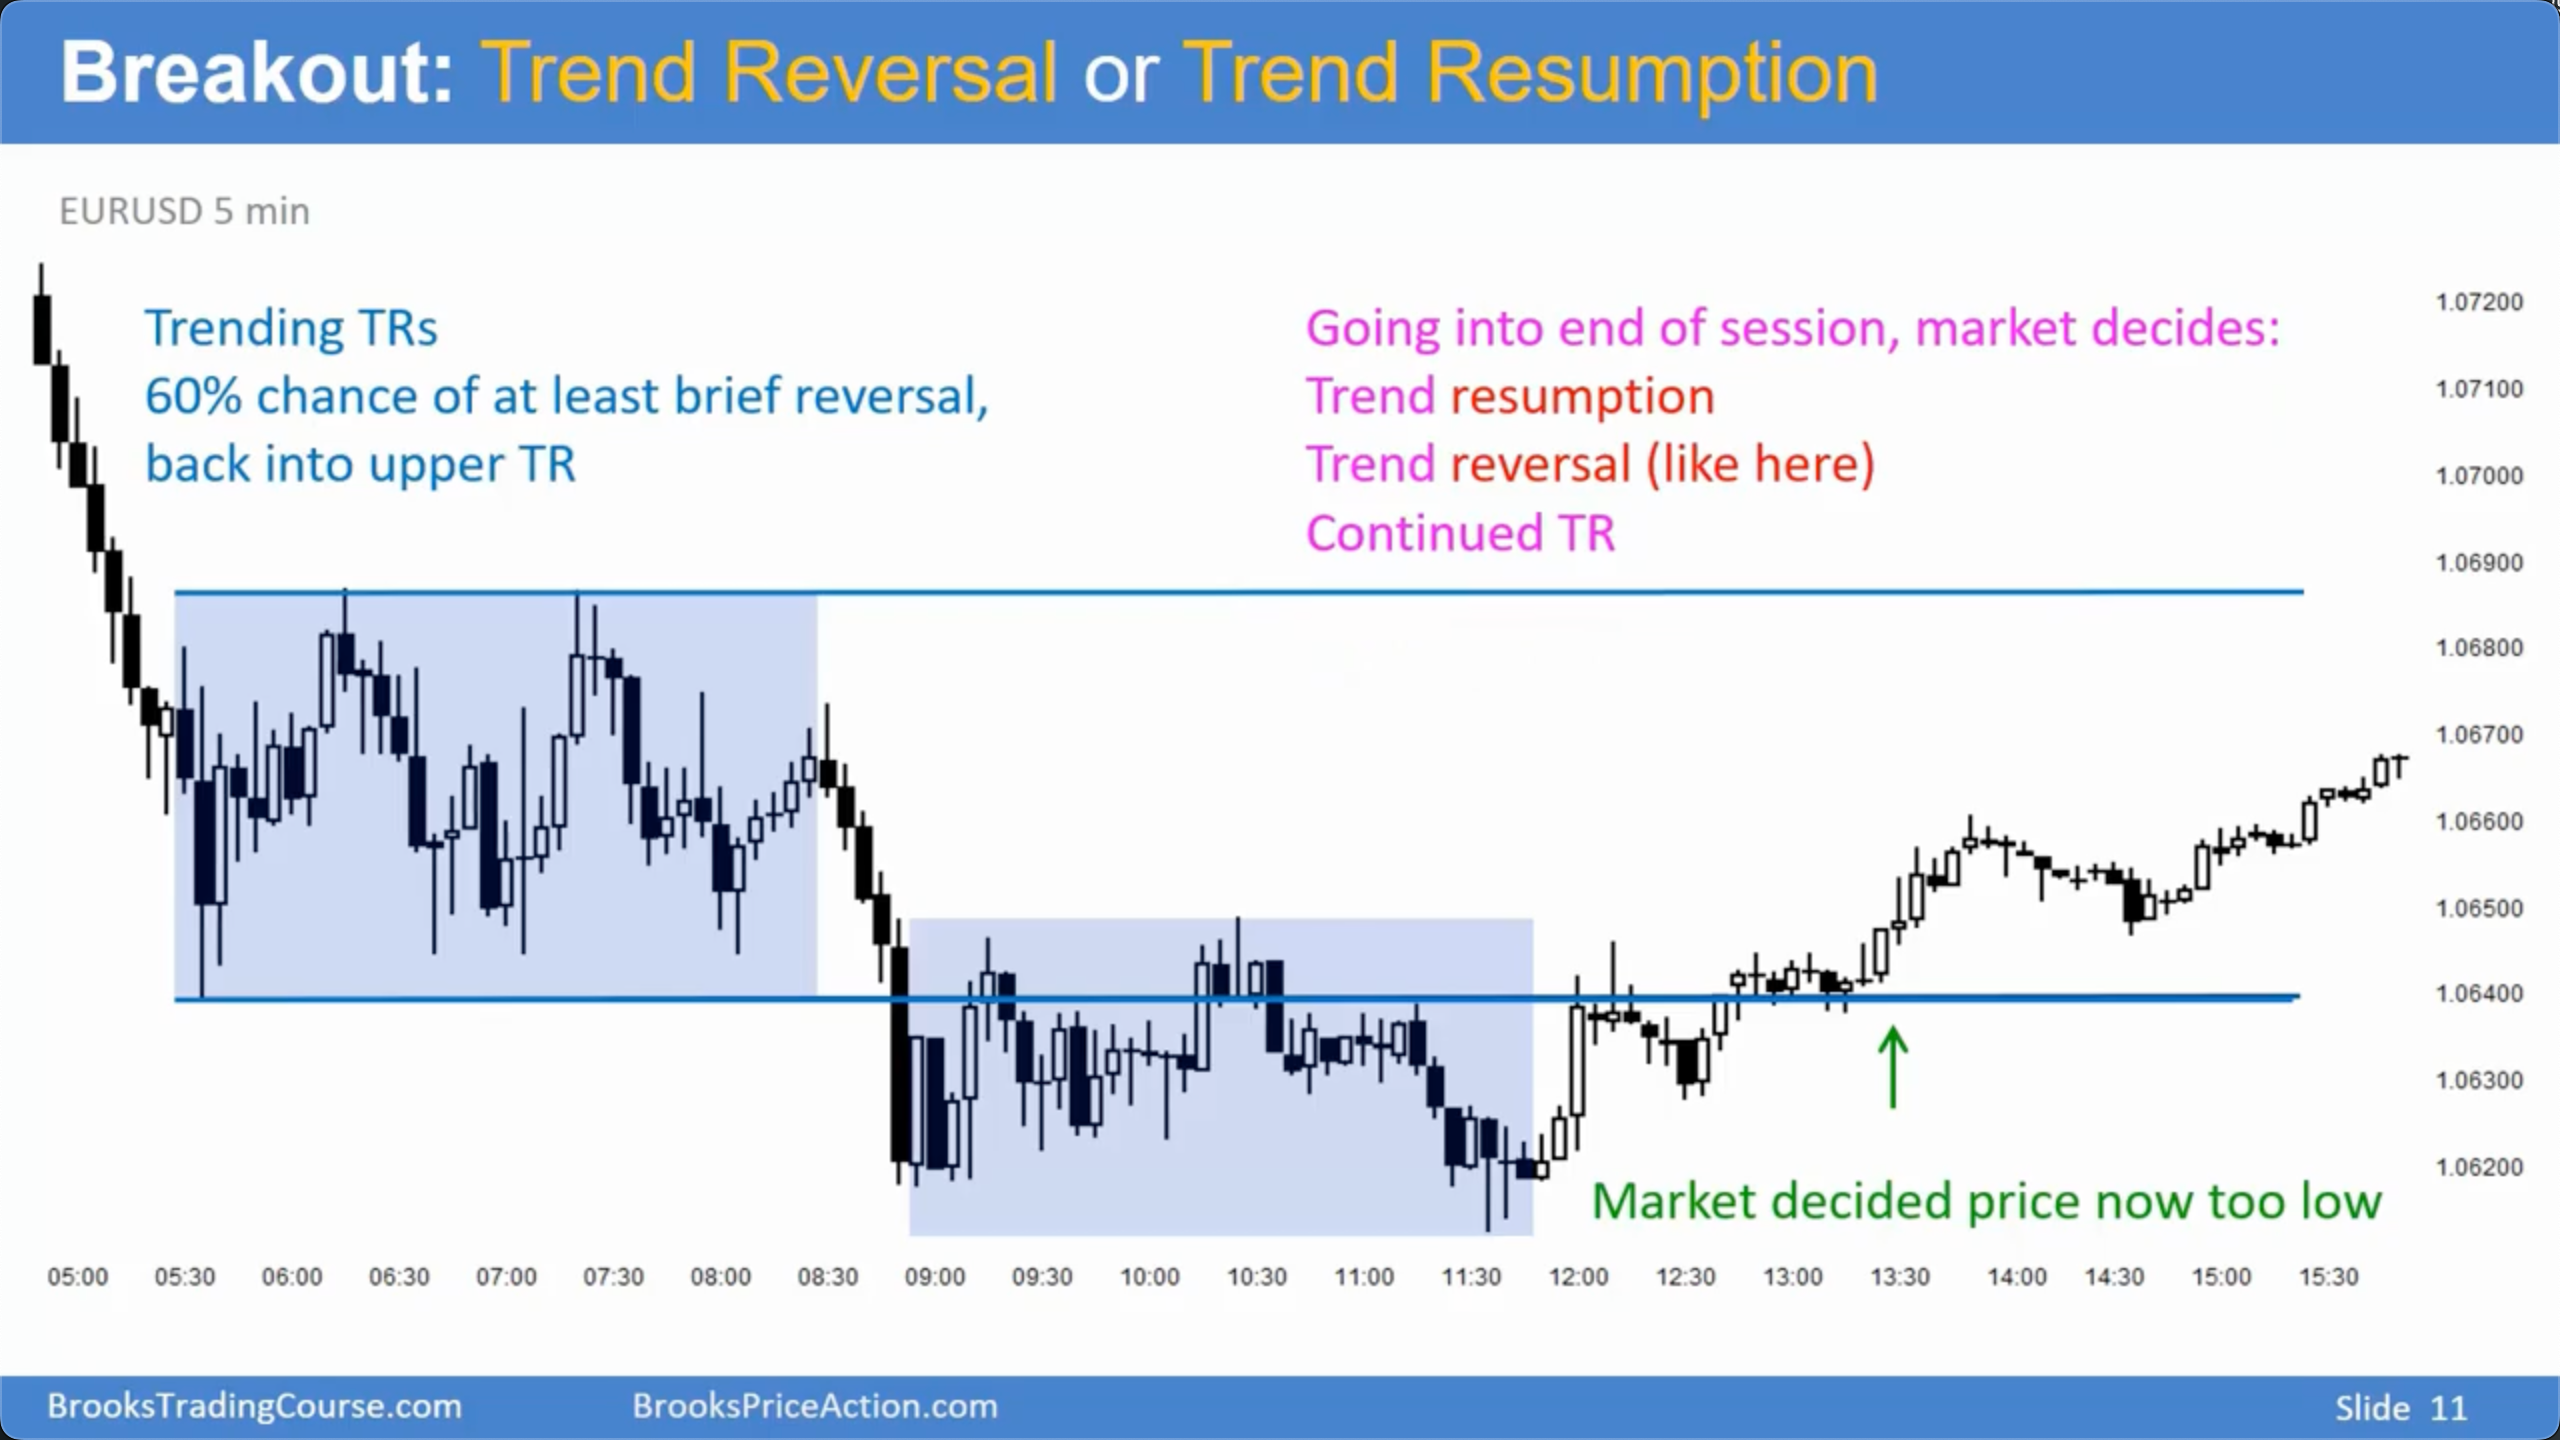 Breakout: Trend Reversal or Trend Resumption
EURUSD 5 min
Trending TRs
60% chance of at least brief reversal,
back into upper TR
Going into end of session, market decides:
Trend resumption
Trend reversal (like here)
Continued TR
1.07200
1.07100
1.07000
1.06900
1.06800
1.06700
1.06600
1.06500
1.06400
1.06300
1.06200
Market decided price now too low
05:00 05:30 06:00 06:30 07:00 07:30 08:00 08:30 09:00 09:30 10:00 10:30 11:00 11:30 12:00 12:30 13:00 13:30 14:00 14:30 15:00 15:30
BrooksTradingCourse.com BrooksPriceAction.com Slide 11